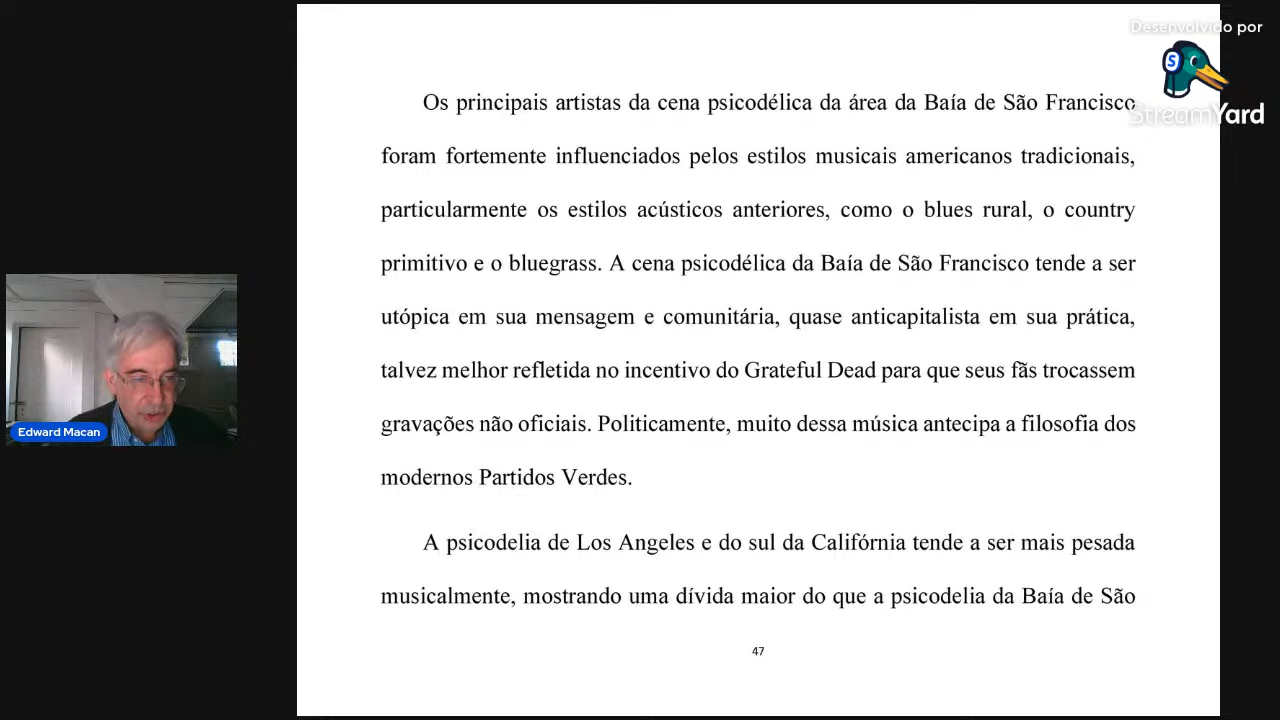 Desenvolvido por
S
StreamYard
Os principais artistas da cena psicodélica da área da Baía de São Francisco
foram fortemente influenciados pelos estilos musicais americanos tradicionais,
particularmente os estilos acústicos anteriores, como o blues rural, o country
primitivo e o bluegrass. A cena psicodélica da Baía de São Francisco tende a ser
utópica em sua mensagem e comunitária, quase anticapitalista em sua prática,
talvez melhor refletida no incentivo do Grateful Dead para que seus fãs trocassem
gravações não oficiais. Politicamente, muito dessa música antecipa a filosofia dos
modernos Partidos Verdes.
A psicodelia de Los Angeles e do sul da Califórnia tende a ser mais pesada
musicalmente, mostrando uma dívida maior do que a psicodelia da Baía de São
47
Edward Macan